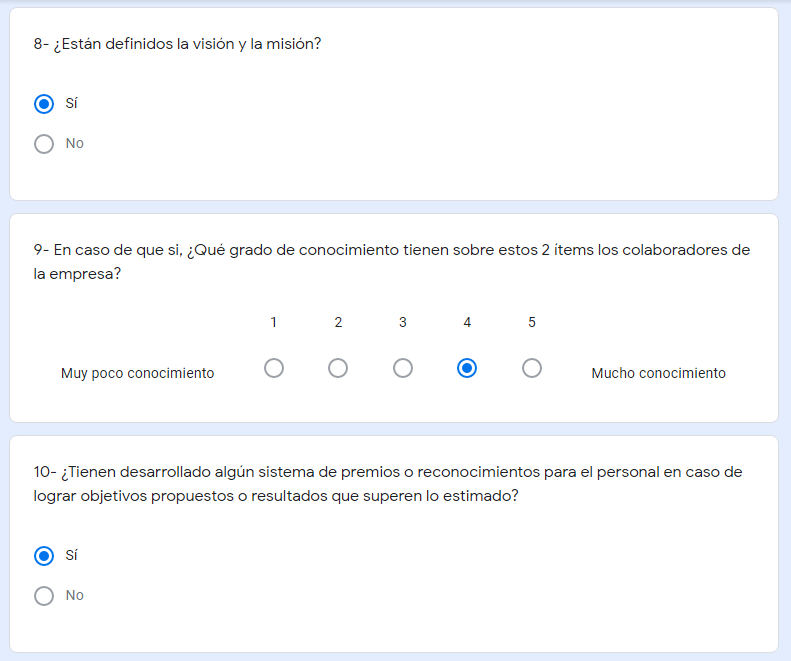 8- ¿Están definidos la visión y la misión?
Sí
No
9- En caso de que si, ¿Qué grado de conocimiento tienen sobre estos 2 ítems los colaboradores de
la empresa?
1 2 3 4 5
Muy poco conocimiento Mucho conocimiento
10- ¿Tienen desarrollado algún sistema de premios o reconocimientos para el personal en caso de
lograr objetivos propuestos o resultados que superen lo estimado?
Sí
No